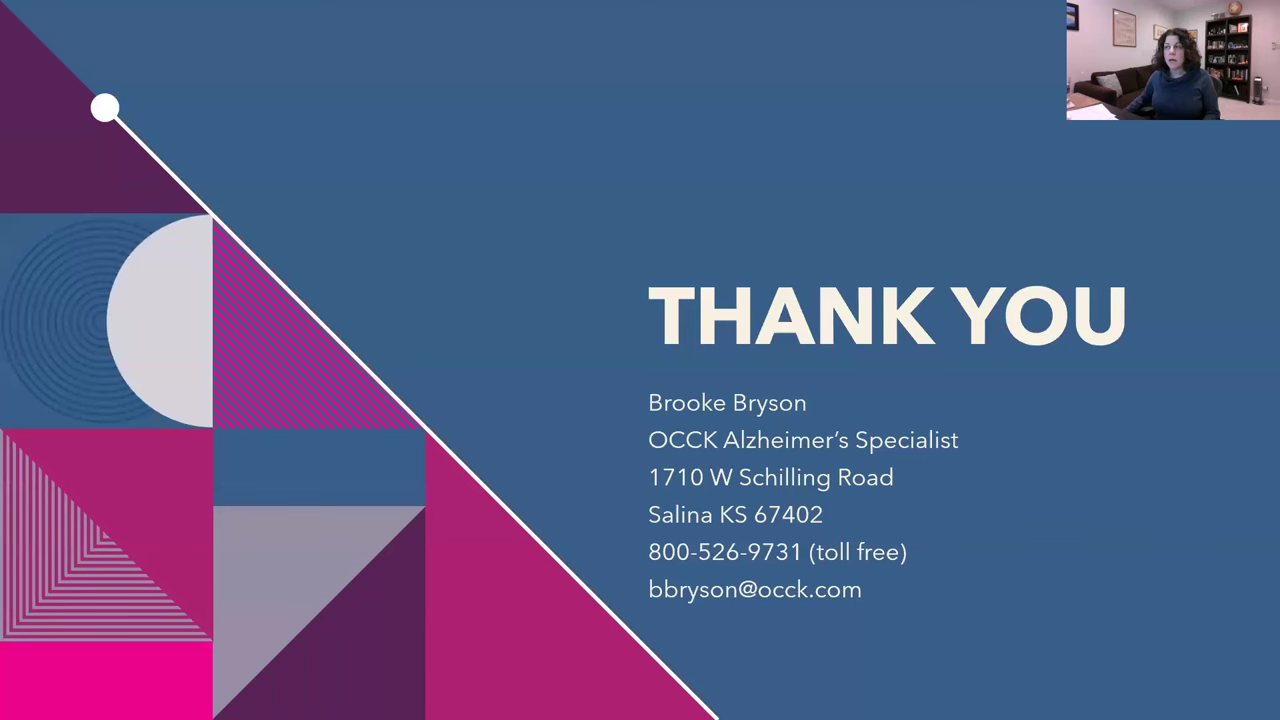 THANK YOU
Brooke Bryson
OCCK Alzheimer’s Specialist
1710 W Schilling Road
Salina KS 67402
800-526-9731 (toll free)
bbryson@occk.com